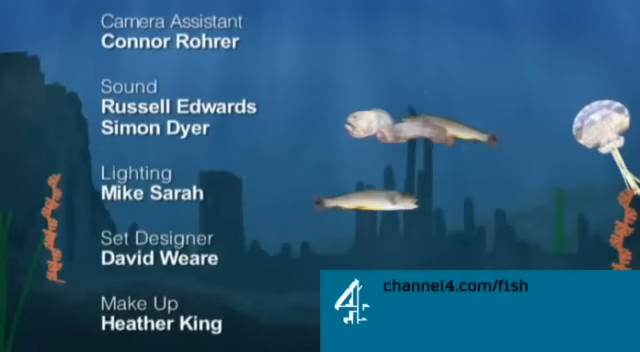 Camera Assistant
Connor Rohrer
Sound
Russell Edwards
Simon Dyer
Lighting
Mike Sarah
Set Designer
David Weare
Make Up
Heather King
4
channel4.com/fish